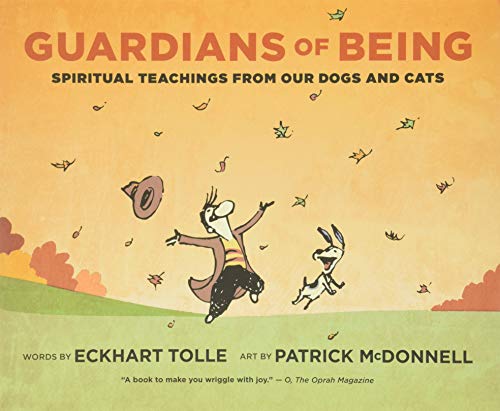 GUARDIANS OF BEING
SPIRITUAL TEACHINGS FROM OUR DOGS AND CATS
WORDS BY ECKHART TOLLE ART BY PATRICK McDONNELL
“A book to make you wriggle with joy.” — O, The Oprah Magazine